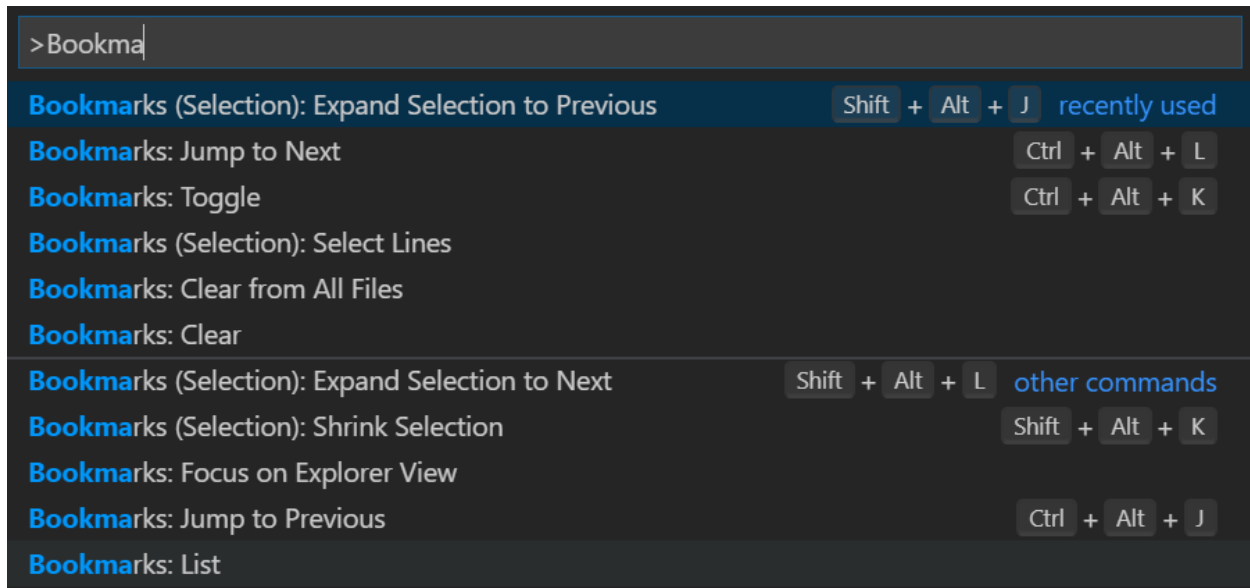 >Bookma
Bookmarks (Selection): Expand Selection to Previous Shift + Alt + J recently used
Bookmarks: Jump to Next Ctrl + Alt + L
Bookmarks: Toggle Ctrl + Alt + K
Bookmarks (Selection): Select Lines
Bookmarks: Clear from All Files
Bookmarks: Clear
Bookmarks (Selection): Expand Selection to Next Shift + Alt + L other commands
Bookmarks (Selection): Shrink Selection Shift + Alt + K
Bookmarks: Focus on Explorer View
Bookmarks: Jump to Previous Ctrl + Alt + J
Bookmarks: List